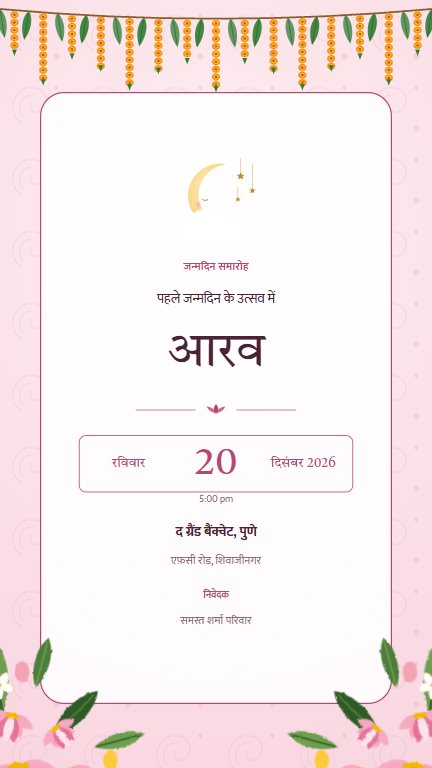 जन्मदिन समारोह
पहले जन्मदिन के उत्सव में
आरव
रविवार 20 दिसंबर 2026
5:00 pm
द ग्रैंड बैंक्वेट, पुणे
एफ़सी रोड, शिवाजीनगर
निवेदक
समस्त शर्मा परिवार